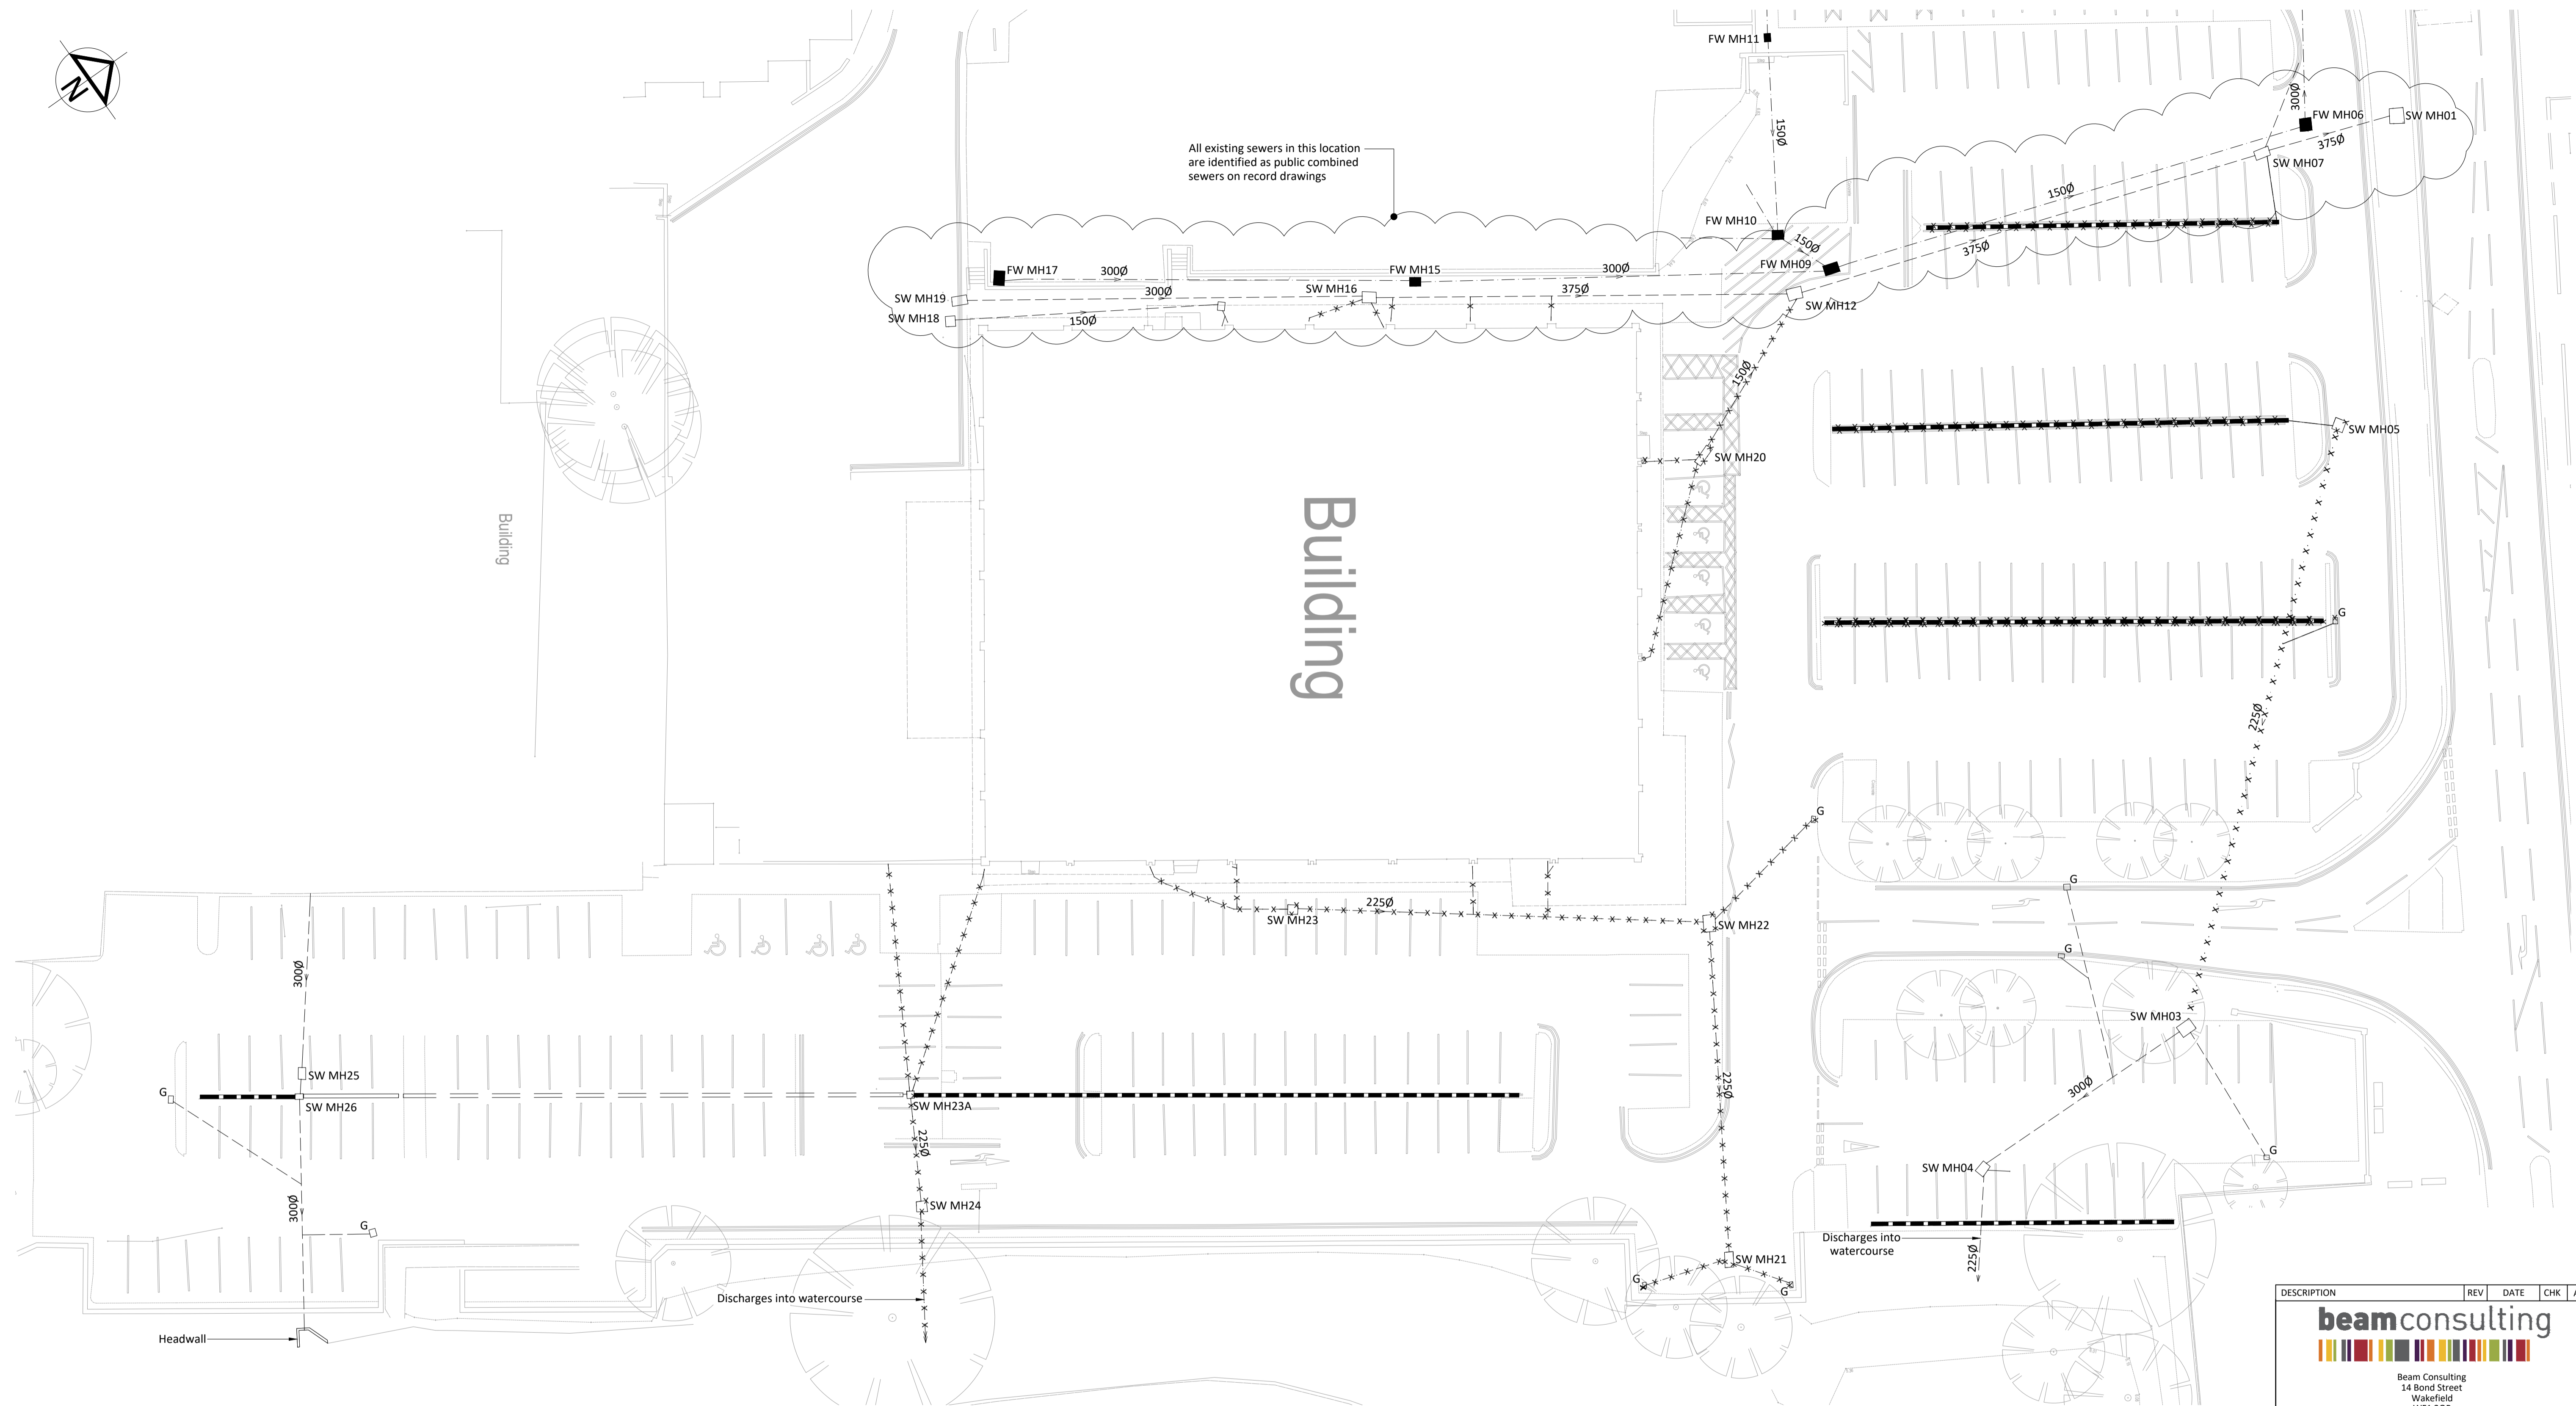 N
FW MH11
150Ø
300Ø
FW MH06
SW MH01
375Ø
SW MH07
All existing sewers in this location
are identified as public combined
sewers on record drawings
150Ø
FW MH10
150Ø
375Ø
FW MH09
FW MH17
300Ø
FW MH15
300Ø
SW MH19
300Ø
SW MH16
375Ø
SW MH12
SW MH18
150Ø
150Ø
SW MH05
SW MH20
Building
Building
G
225Ø
G
G
225Ø
SW MH23
SW MH22
G
300Ø
SW MH03
SW MH25
G
SW MH26
SW MH23A
225Ø
300Ø
225Ø
G
SW MH04
300Ø
G
SW MH24
Discharges into
watercourse
225Ø
SW MH21
G
G
Discharges into watercourse
Headwall
DESCRIPTION
REV
DATE
CHK
beamconsulting
Beam Consulting
14 Bond Street
Wakefield